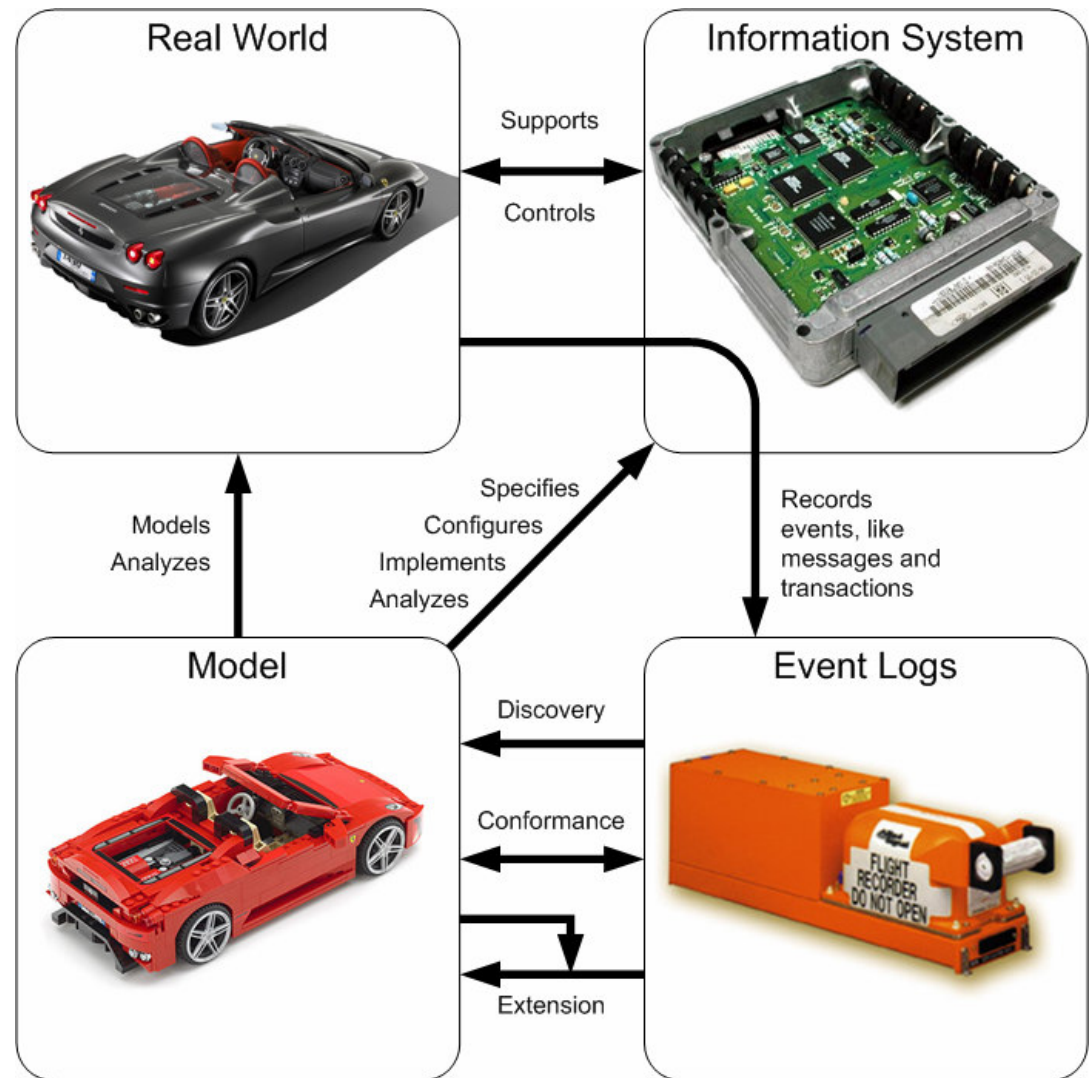 Real World
Information System
Supports
Controls
Models
Analyzes
Specifies
Configures
Implements
Analyzes
Records
events, like
messages and
transactions
Model
Event Logs
Discovery
Conformance
Extension
FLIGHT
RECORDER
DO NOT OPEN